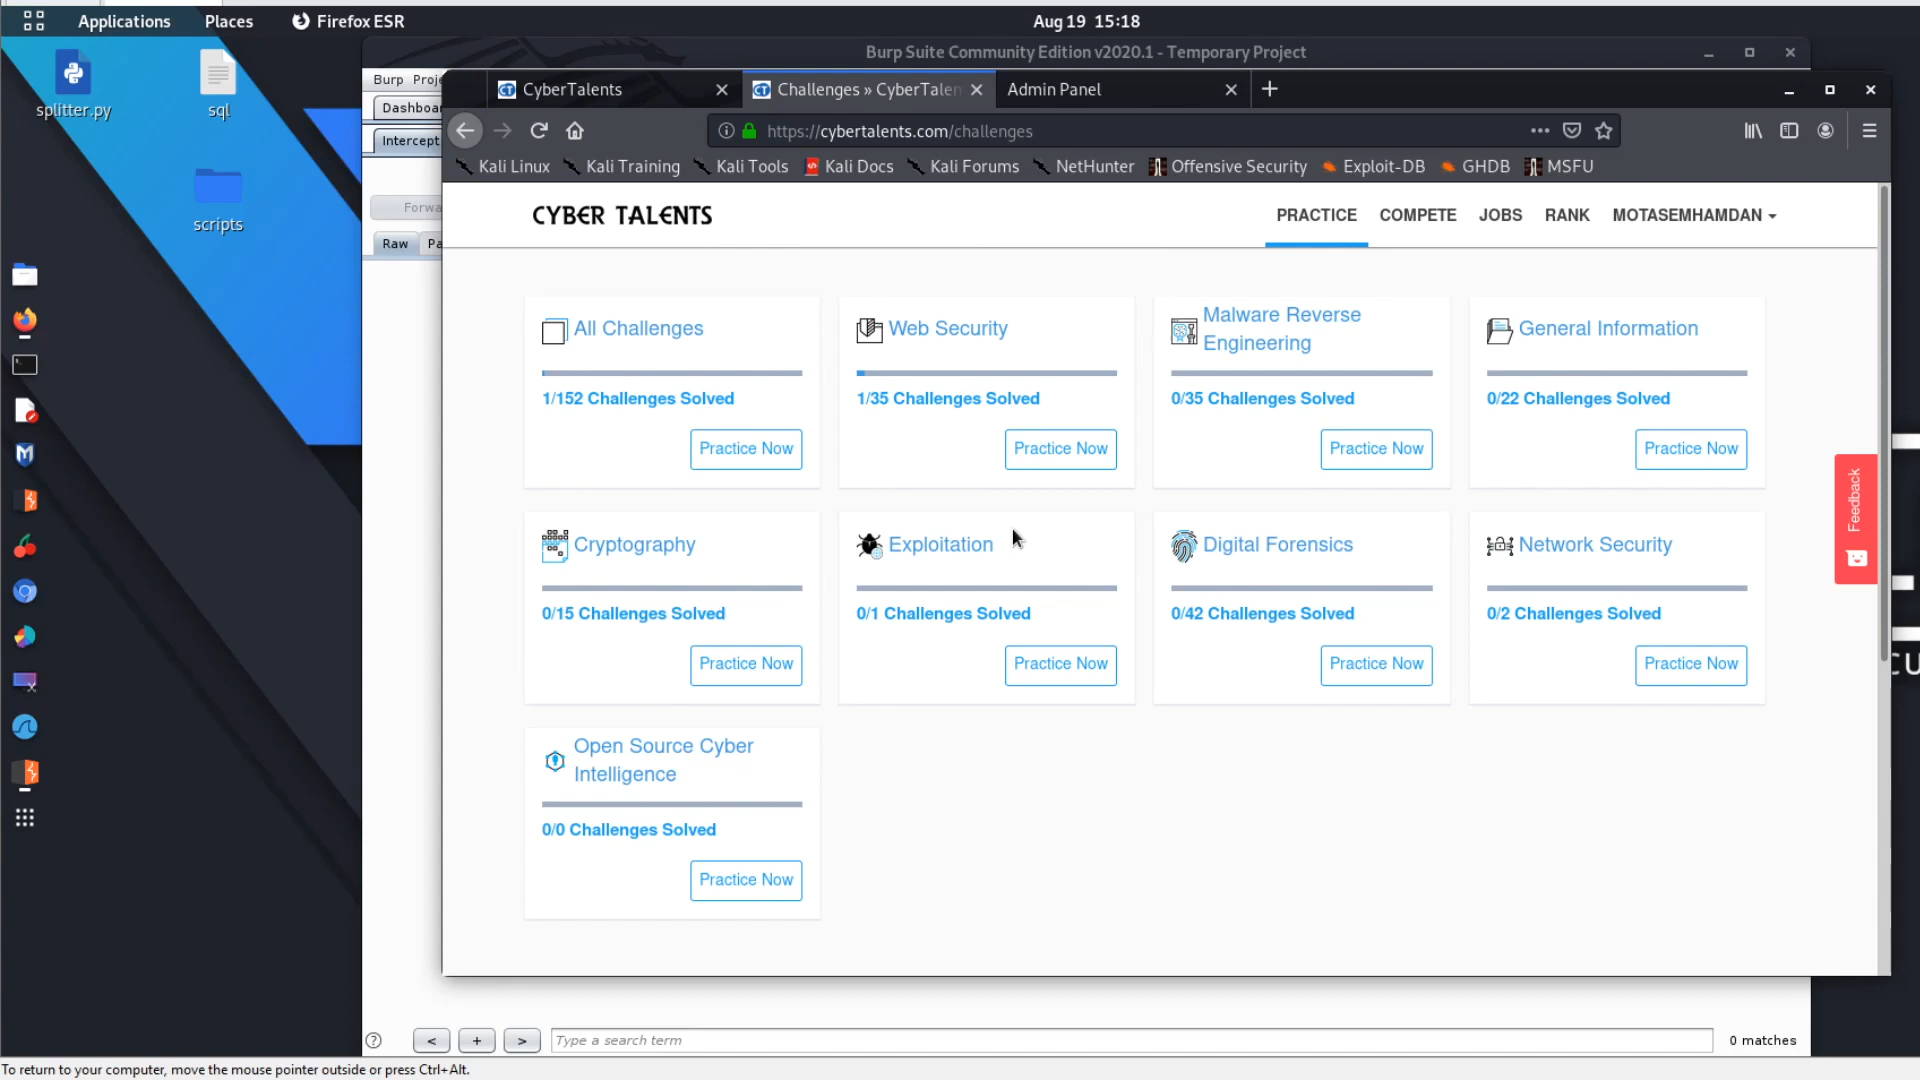 Applications Places Firefox ESR Aug 19 15:18
splitter.py
sql
scripts
Burp Suite Community Edition v2020.1 - Temporary Project
Burp Proje
Dashboa
Intercept
Forwa
Raw Pa
CyberTalents Challenges » CyberTalen Admin Panel
https://cybertalents.com/challenges
Kali Linux Kali Training Kali Tools Kali Docs Kali Forums NetHunter Offensive Security Exploit-DB GHDB MSFU
CYBER TALENTS PRACTICE COMPETE JOBS RANK MOTASEMHAMDAN
All Challenges
1/152 Challenges Solved
Practice Now
Web Security
1/35 Challenges Solved
Practice Now
Malware Reverse
Engineering
0/35 Challenges Solved
Practice Now
General Information
0/22 Challenges Solved
Practice Now
Cryptography
0/15 Challenges Solved
Practice Now
Exploitation
0/1 Challenges Solved
Practice Now
Digital Forensics
0/42 Challenges Solved
Practice Now
Network Security
0/2 Challenges Solved
Practice Now
Open Source Cyber
Intelligence
0/0 Challenges Solved
Practice Now
Feedback
CU
? < + > Type a search term 0 matches
To return to your computer, move the mouse pointer outside or press Ctrl+Alt.